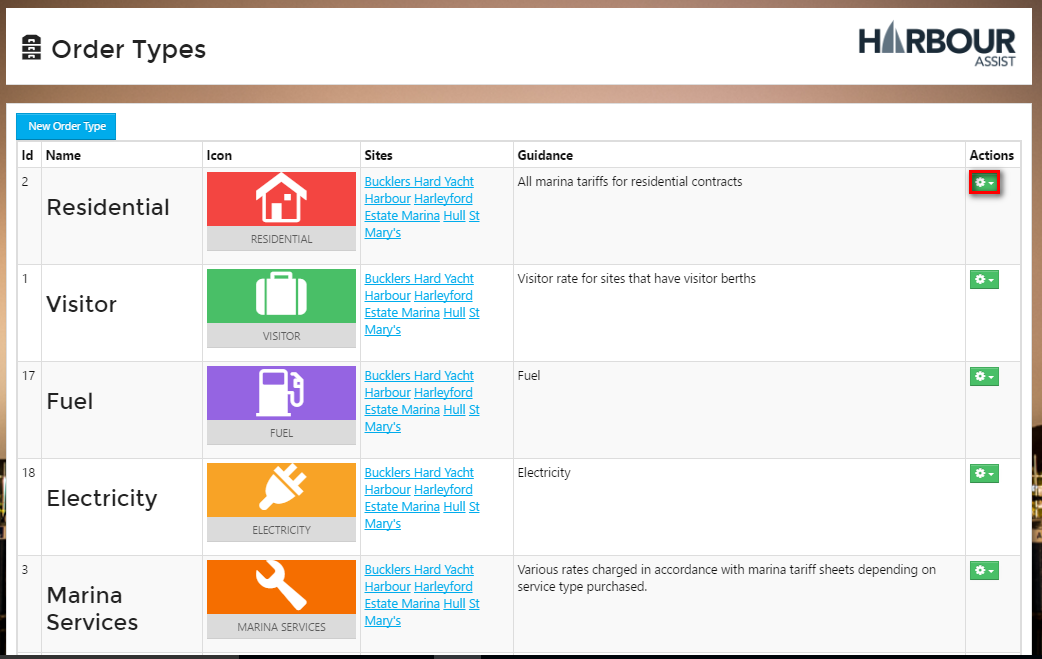 Order Types
HARBOUR
ASSIST
New Order Type
Id Name Icon Sites Guidance Actions
2
Residential
RESIDENTIAL
Bucklers Hard Yacht
Harbour Harleyford
Estate Marina Hull St
Mary's
All marina tariffs for residential contracts
1
Visitor
VISITOR
Bucklers Hard Yacht
Harbour Harleyford
Estate Marina Hull St
Mary's
Visitor rate for sites that have visitor berths
17
Fuel
FUEL
Bucklers Hard Yacht
Harbour Harleyford
Estate Marina Hull St
Mary's
Fuel
18
Electricity
ELECTRICITY
Bucklers Hard Yacht
Harbour Harleyford
Estate Marina Hull St
Mary's
Electricity
3
Marina
Services
MARINA SERVICES
Bucklers Hard Yacht
Harbour Harleyford
Estate Marina Hull St
Mary's
Various rates charged in accordance with marina tariff sheets depending on
service type purchased.